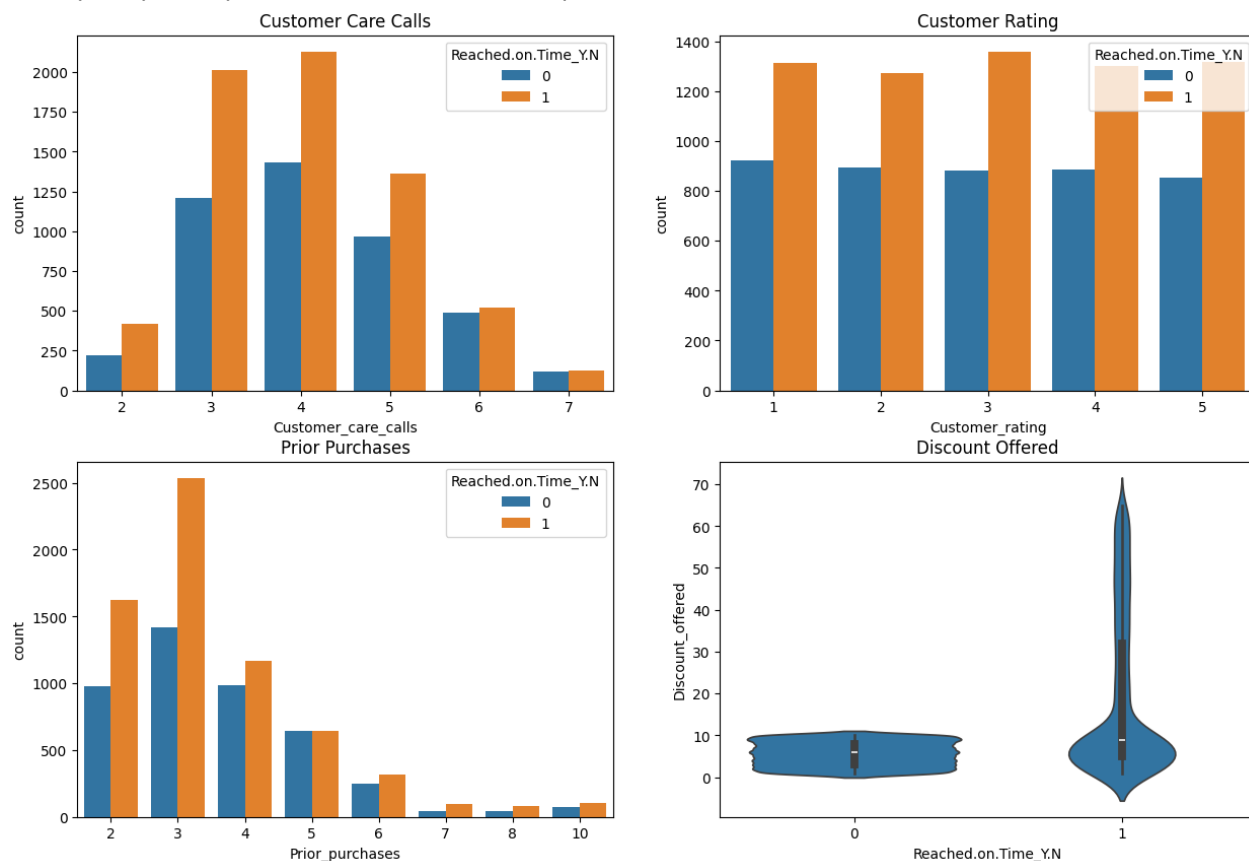 Customer Care Calls
Reached.on.Time_Y.N
0
1
2000
1750
1500
1250
1000
750
500
250
0
count
2 3 4 5 6 7
Customer_care_calls
Customer Rating
Reached.on.Time_Y.N
0
1
1400
1200
1000
800
600
400
200
0
count
1 2 3 4 5
Customer_rating
Prior Purchases
Reached.on.Time_Y.N
0
1
2500
2000
1500
1000
500
0
count
2 3 4 5 6 7 8 10
Prior_purchases
Discount Offered
70
60
50
40
30
20
10
0
Discount_offered
0 1
Reached.on.Time_Y.N